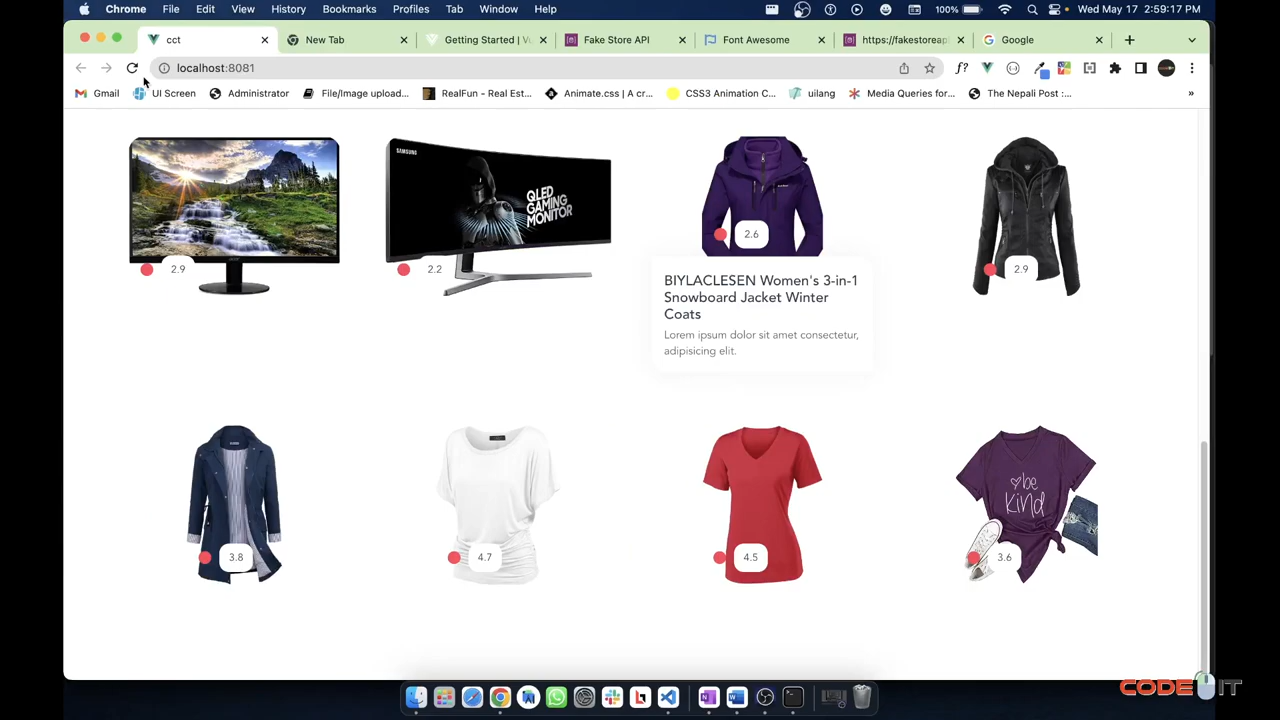 Chrome File Edit View History Bookmarks Profiles Tab Window Help 100% Wed May 17 2:59:17 PM
cct New Tab Getting Started | Vu Fake Store API Font Awesome https://fakestoreap Google
localhost:8081
Gmail UI Screen Administrator File/Image upload... RealFun - Real Est... Animate.css | A cr... CSS3 Animation C... uilang Media Queries for... The Nepali Post :... »
SAMSUNG
QLED
GAMING
MONITOR
acer
2.9
2.2
2.6
2.9
BIYLACLESEN Women's 3-in-1
Snowboard Jacket Winter
Coats
Lorem ipsum dolor sit amet consectetur,
adipisicing elit.
be
kind
3.8
4.7
4.5
3.6
CODE IT